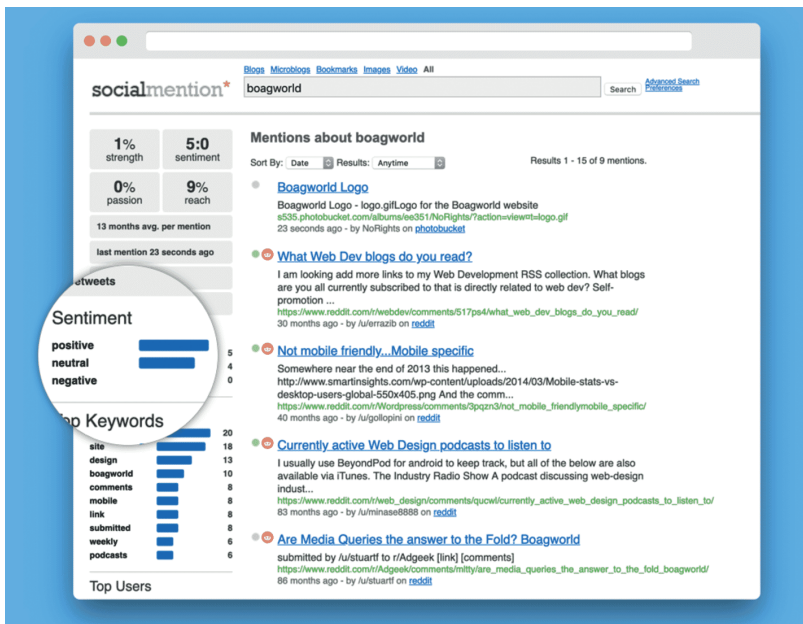 Blogs Microblogs Bookmarks Images Video All
socialmention*
boagworld
Search
Advanced Search
Preferences
1%
strength
5:0
sentiment
0%
passion
9%
reach
13 months avg. per mention
last mention 23 seconds ago
etweets
Sentiment
positive
5
neutral
4
negative
0
op Keywords
20
site
18
design
13
boagworld
10
comments
8
mobile
8
link
8
submitted
8
weekly
6
podcasts
6
Top Users
Mentions about boagworld
Sort By: Date Results: Anytime
Results 1 - 15 of 9 mentions.
Boagworld Logo
Boagworld Logo - logo.gifLogo for the Boagworld website
s535.photobucket.com/albums/ee351/NoRights/?action=view¤t=logo.gif
23 seconds ago - by NoRights on photobucket
What Web Dev blogs do you read?
I am looking add more links to my Web Development RSS collection. What blogs
are you all currently subscribed to that is directly related to web dev? Self-
promotion ...
https://www.reddit.com/r/webdev/comments/517ps4/what_web_dev_blogs_do_you_read/
30 months ago - by /u/errazib on reddit
Not mobile friendly...Mobile specific
Somewhere near the end of 2013 this happened...
http://www.smartinsights.com/wp-content/uploads/2014/03/Mobile-stats-vs-
desktop-users-global-550x405.png And the comm...
https://www.reddit.com/r/Wordpress/comments/3pqzn3/not_mobile_friendlymobile_specific/
40 months ago - by /u/gollopini on reddit
Currently active Web Design podcasts to listen to
I usually use BeyondPod for android to keep track, but all of the below are also
available via iTunes. The Industry Radio Show A podcast discussing web-design
indust...
https://www.reddit.com/r/web_design/comments/qucwl/currently_active_web_design_podcasts_to_listen_to/
83 months ago - by /u/minase8888 on reddit
Are Media Queries the answer to the Fold? Boagworld
submitted by /u/stuartf to r/Adgeek [link] [comments]
https://www.reddit.com/r/Adgeek/comments/mltty/are_media_queries_the_answer_to_the_fold_boagworld/
86 months ago - by /u/stuartf on reddit